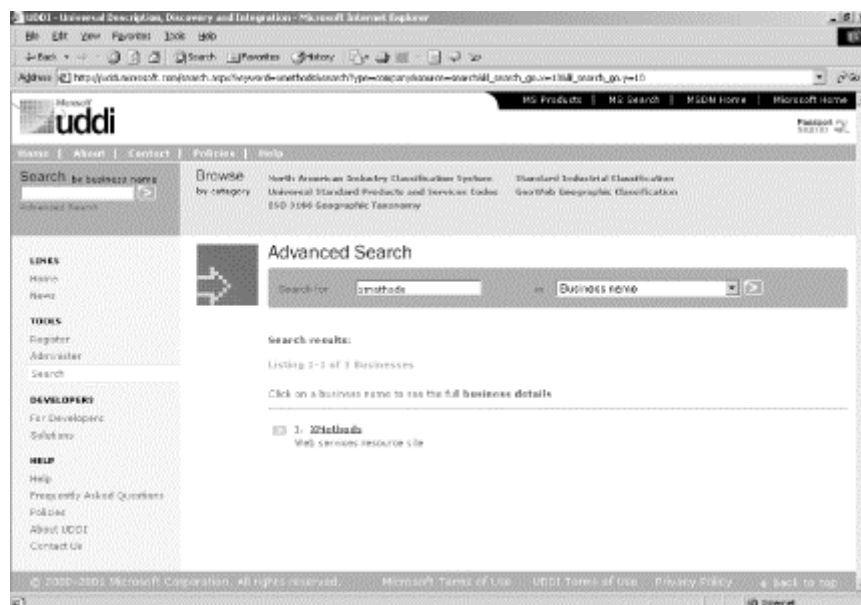 UDDI - Universal Description, Discovery and Integration - Microsoft Internet Explorer
File Edit View Favorites Tools Help
Back Search Favorites History
Address
MS Products | MS Search | MSDN Home | Microsoft Home
Microsoft
uddi
Passport
Home | About | Contact | Policies | Help
Search by business name
Advanced Search
Browse
by category
North American Industry Classification System
Universal Standard Products and Services Codes
ISO 3166 Geographic Taxonomy
Standard Industrial Classification
GeoWeb Geographic Classification
LINKS
Home
News
TOOLS
Register
Administer
Search
DEVELOPERS
For Developers
Solutions
HELP
Help
Frequently Asked Questions
Policies
About UDDI
Contact Us
Advanced Search
Search for xmethods in Business name
Search results:
Listing 1-1 of 1 Businesses
Click on a business name to see the full business details
1. XMethods
Web services resource site
© 2000-2001 Microsoft Corporation. All rights reserved. Microsoft Terms of Use UDDI Terms of Use Privacy Policy back to top
Internet